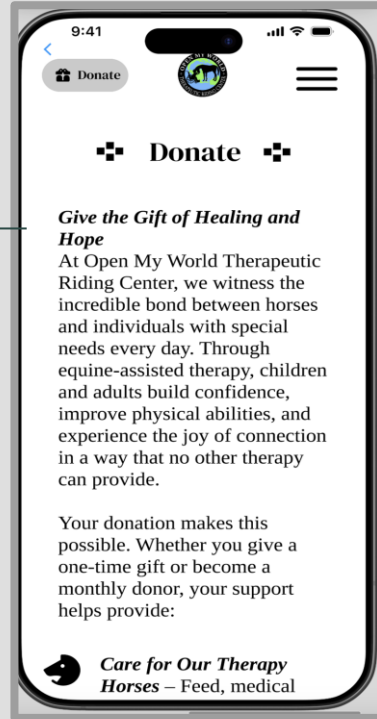 9:41
Donate
OPEN MY WORLD
Donate
Give the Gift of Healing and
Hope
At Open My World Therapeutic
Riding Center, we witness the
incredible bond between horses
and individuals with special
needs every day. Through
equine-assisted therapy, children
and adults build confidence,
improve physical abilities, and
experience the joy of connection
in a way that no other therapy
can provide.
Your donation makes this
possible. Whether you give a
one-time gift or become a
monthly donor, your support
helps provide:
Care for Our Therapy
Horses – Feed, medical